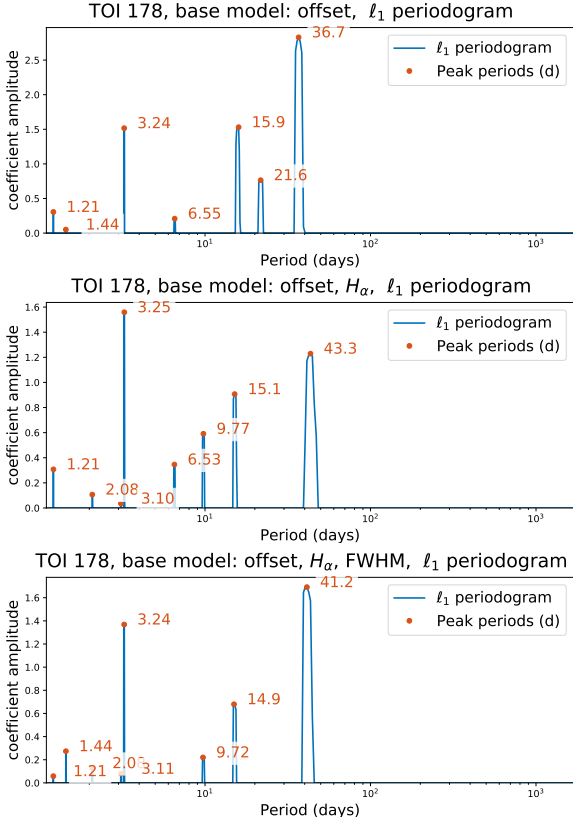 TOI 178, base model: offset, ℓ₁ periodogram
coefficient amplitude
2.5
2.0
1.5
1.0
0.5
0.0
36.7
3.24
15.9
21.6
1.21
1.44
6.55
ℓ₁ periodogram
Peak periods (d)
10¹ 10² 10³
Period (days)
TOI 178, base model: offset, Hα, ℓ₁ periodogram
coefficient amplitude
1.6
1.4
1.2
1.0
0.8
0.6
0.4
0.2
0.0
3.25
43.3
15.1
9.77
6.53
1.21
2.08
3.10
ℓ₁ periodogram
Peak periods (d)
10¹ 10² 10³
Period (days)
TOI 178, base model: offset, Hα, FWHM, ℓ₁ periodogram
coefficient amplitude
1.6
1.4
1.2
1.0
0.8
0.6
0.4
0.2
0.0
41.2
3.24
14.9
9.72
1.44
1.21
3.11
ℓ₁ periodogram
Peak periods (d)
10¹ 10² 10³
Period (days)